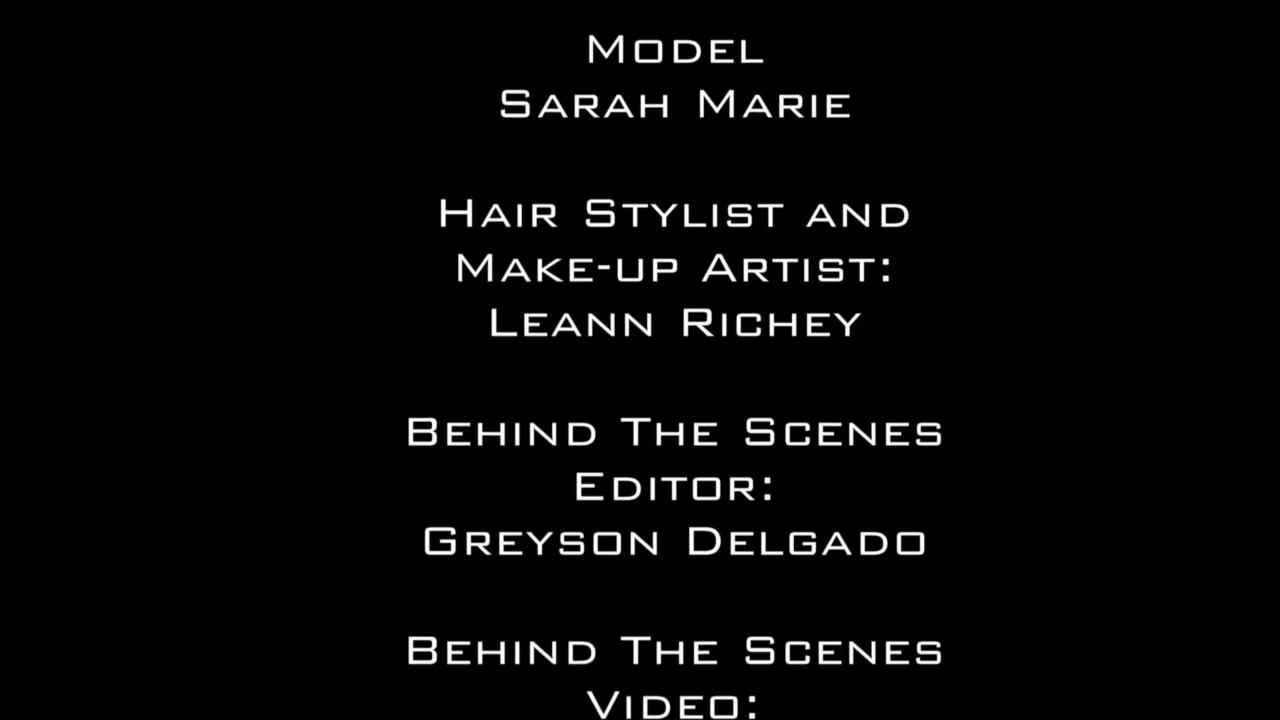 Model
Sarah Marie
Hair Stylist and
Make-up Artist:
Leann Richey
Behind The Scenes
Editor:
Greyson Delgado
Behind The Scenes
Video: